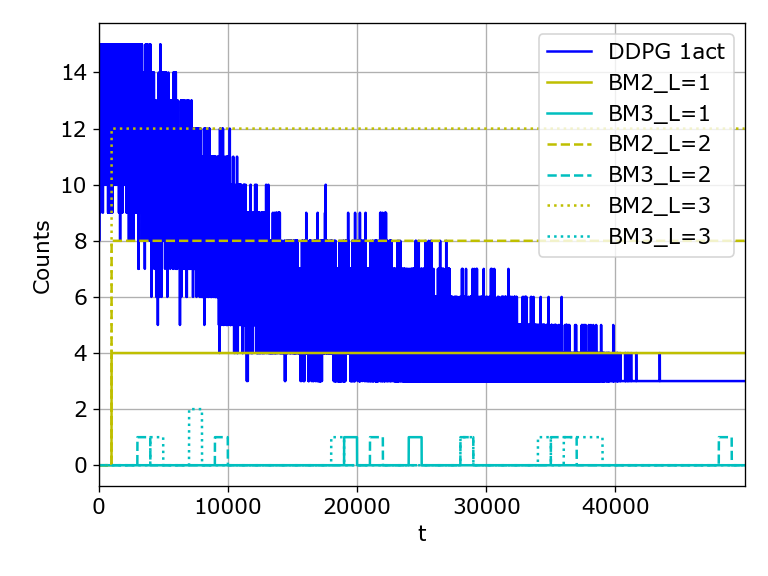 DDPG 1act
BM2_L=1
BM3_L=1
BM2_L=2
BM3_L=2
BM2_L=3
BM3_L=3
Counts
14
12
10
8
6
4
2
0
0 10000 20000 30000 40000
t